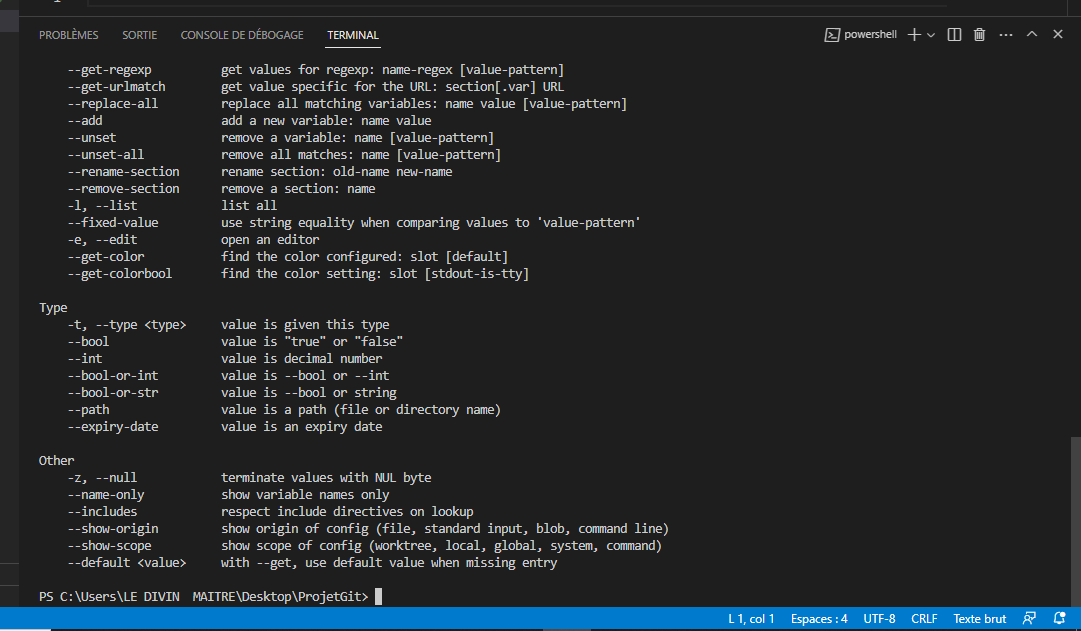 PROBLÈMES SORTIE CONSOLE DE DÉBOGAGE TERMINAL powershell
--get-regexp get values for regexp: name-regex [value-pattern]
--get-urlmatch get value specific for the URL: section[.var] URL
--replace-all replace all matching variables: name value [value-pattern]
--add add a new variable: name value
--unset remove a variable: name [value-pattern]
--unset-all remove all matches: name [value-pattern]
--rename-section rename section: old-name new-name
--remove-section remove a section: name
-l, --list list all
--fixed-value use string equality when comparing values to 'value-pattern'
-e, --edit open an editor
--get-color find the color configured: slot [default]
--get-colorbool find the color setting: slot [stdout-is-tty]
Type
-t, --type <type> value is given this type
--bool value is "true" or "false"
--int value is decimal number
--bool-or-int value is --bool or --int
--bool-or-str value is --bool or string
--path value is a path (file or directory name)
--expiry-date value is an expiry date
Other
-z, --null terminate values with NUL byte
--name-only show variable names only
--includes respect include directives on lookup
--show-origin show origin of config (file, standard input, blob, command line)
--show-scope show scope of config (worktree, local, global, system, command)
--default <value> with --get, use default value when missing entry
PS C:\Users\LE DIVIN  MAITRE\Desktop\ProjetGit>
L 1, col 1 Espaces : 4 UTF-8 CRLF Texte brut